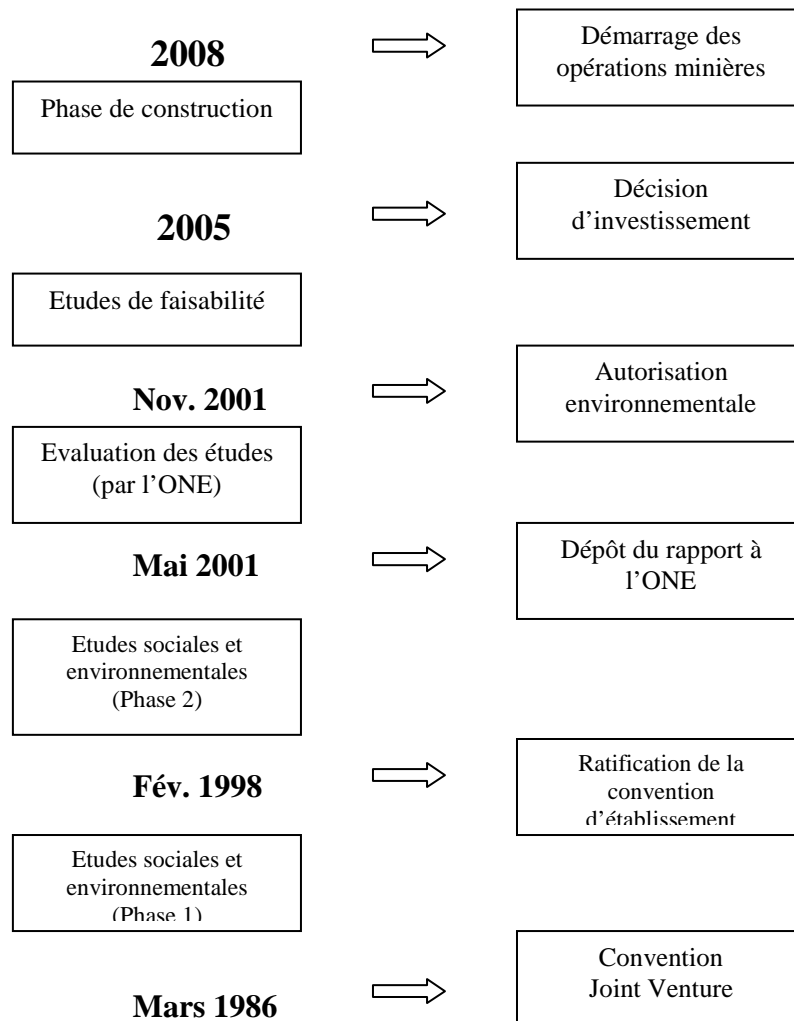 2008
Démarrage des
opérations minières
Phase de construction
2005
Décision
d'investissement
Etudes de faisabilité
Nov. 2001
Autorisation
environnementale
Evaluation des études
(par l'ONE)
Mai 2001
Dépôt du rapport à
l'ONE
Etudes sociales et
environnementales
(Phase 2)
Fév. 1998
Ratification de la
convention
d'établissement
Etudes sociales et
environnementales
(Phase 1)
Mars 1986
Convention
Joint Venture